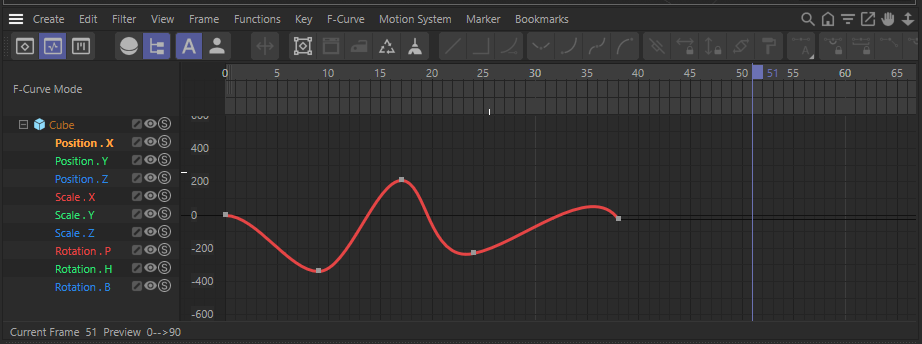 Create Edit Filter View Frame Functions Key F-Curve Motion System Marker Bookmarks
A A
0 5 10 15 20 25 30 35 40 45 51 51 55 60 65
F-Curve Mode
Cube S
Position . X S
Position . Y S
Position . Z S
Scale . X S
Scale . Y S
Scale . Z S
Rotation . P S
Rotation . H S
Rotation . B S
600
400
200
0
-200
-400
-600
Current Frame 51 Preview 0-->90